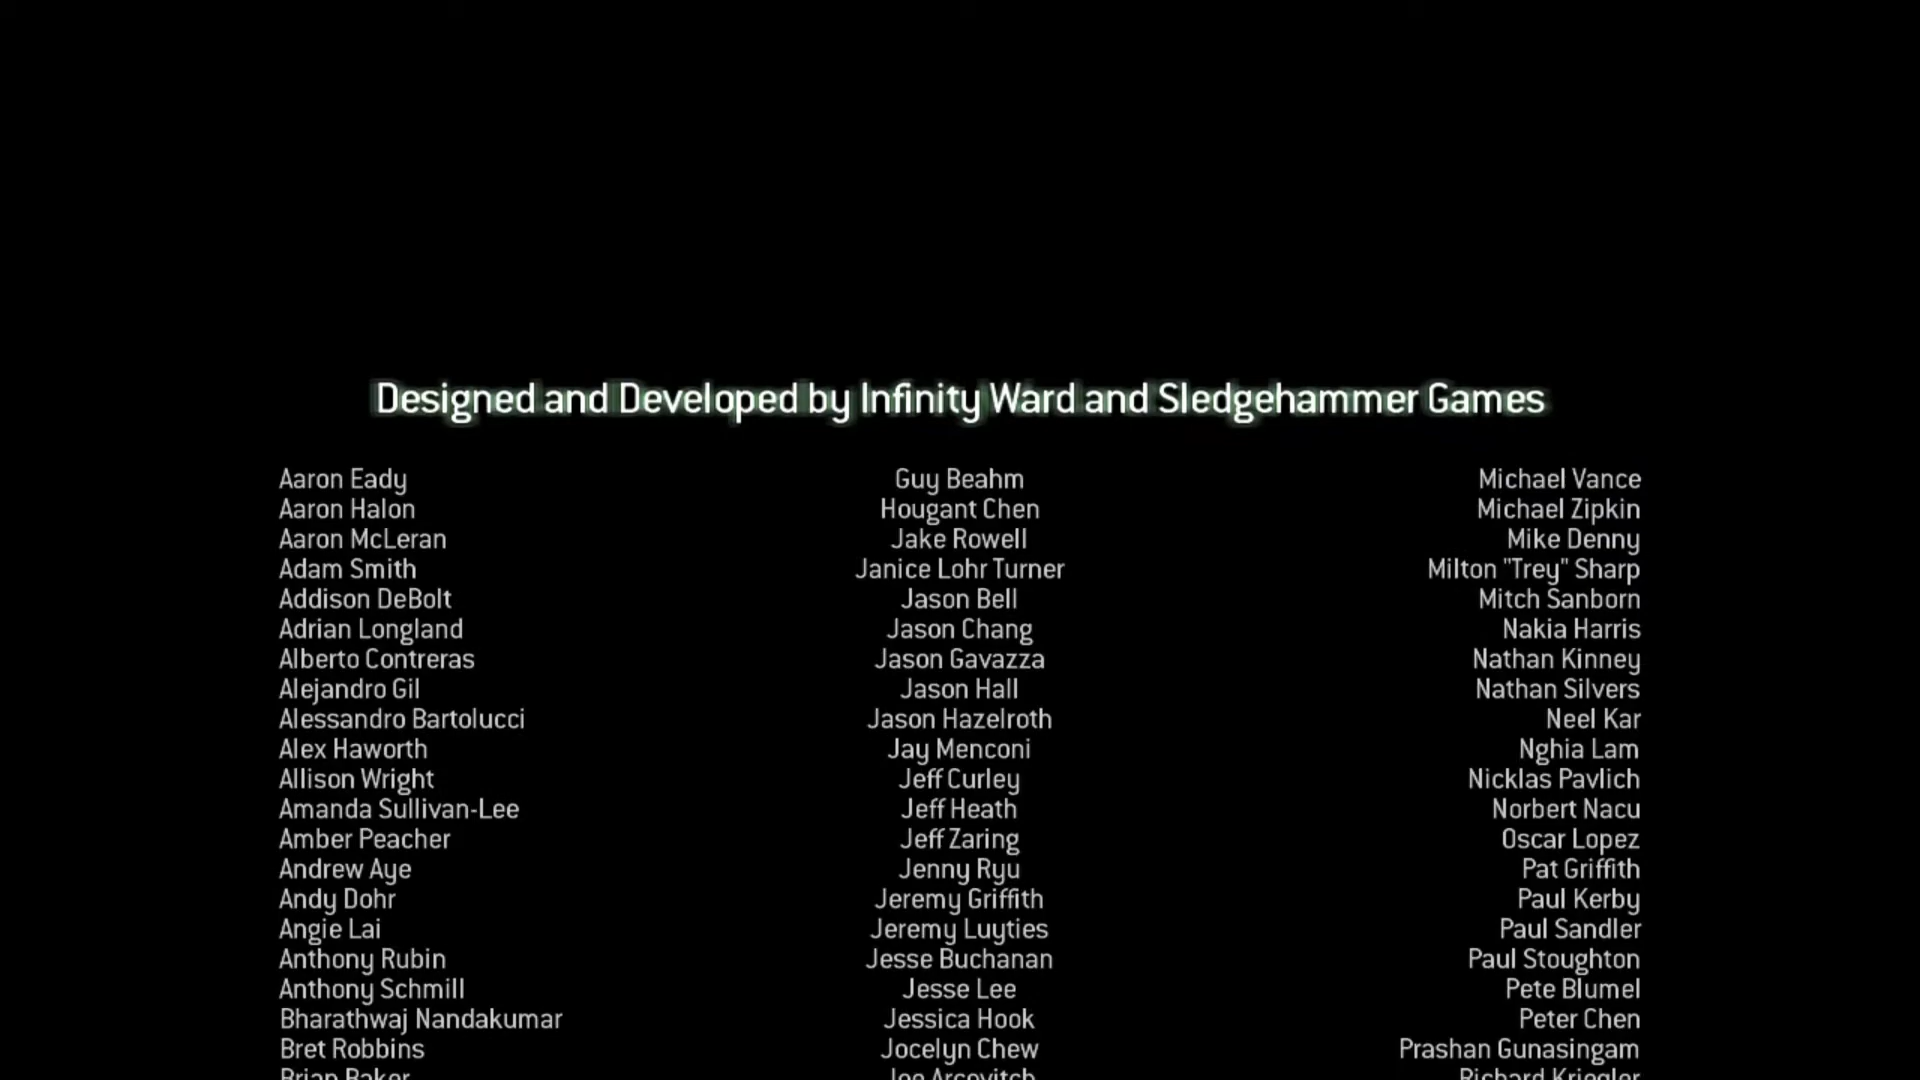 Designed and Developed by Infinity Ward and Sledgehammer Games
Aaron Eady
Aaron Halon
Aaron McLeran
Adam Smith
Addison DeBolt
Adrian Longland
Alberto Contreras
Alejandro Gil
Alessandro Bartolucci
Alex Haworth
Allison Wright
Amanda Sullivan-Lee
Amber Peacher
Andrew Aye
Andy Dohr
Angie Lai
Anthony Rubin
Anthony Schmill
Bharathwaj Nandakumar
Bret Robbins
Brian Baker
Guy Beahm
Hougant Chen
Jake Rowell
Janice Lohr Turner
Jason Bell
Jason Chang
Jason Gavazza
Jason Hall
Jason Hazelroth
Jay Menconi
Jeff Curley
Jeff Heath
Jeff Zaring
Jenny Ryu
Jeremy Griffith
Jeremy Luyties
Jesse Buchanan
Jesse Lee
Jessica Hook
Jocelyn Chew
Joe
Michael Vance
Michael Zipkin
Mike Denny
Milton "Trey" Sharp
Mitch Sanborn
Nakia Harris
Nathan Kinney
Nathan Silvers
Neel Kar
Nghia Lam
Nicklas Pavlich
Norbert Nacu
Oscar Lopez
Pat Griffith
Paul Kerby
Paul Sandler
Paul Stoughton
Pete Blumel
Peter Chen
Prashan Gunasingam
Richard Kriegler